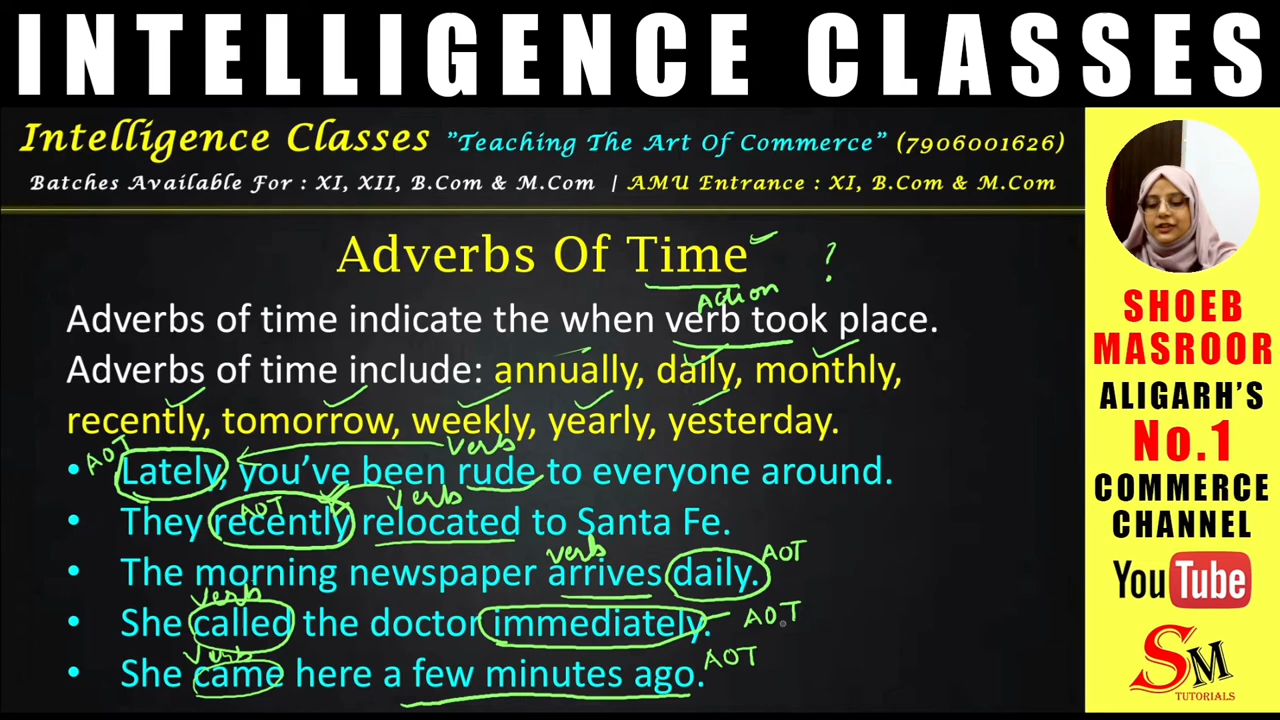 INTELLIGENCE CLASSES
Intelligence Classes "Teaching The Art Of Commerce" (7906001626)
Batches Available For : XI, XII, B.Com & M.Com | AMU Entrance : XI, B.Com & M.Com
Adverbs Of Time ?
Action
Adverbs of time indicate the when verb took place.
Adverbs of time include: annually, daily, monthly,
recently, tomorrow, weekly, yearly, yesterday.
AOT verb
• Lately, you've been rude to everyone around.
AOT verb
• They recently relocated to Santa Fe.
verb AOT
• The morning newspaper arrives daily.
verb
• She called the doctor immediately. AOT
verb AOT
• She came here a few minutes ago.
SHOEB
MASROOR
ALIGARH'S
No.1
COMMERCE
CHANNEL
YouTube
SM
TUTORIALS